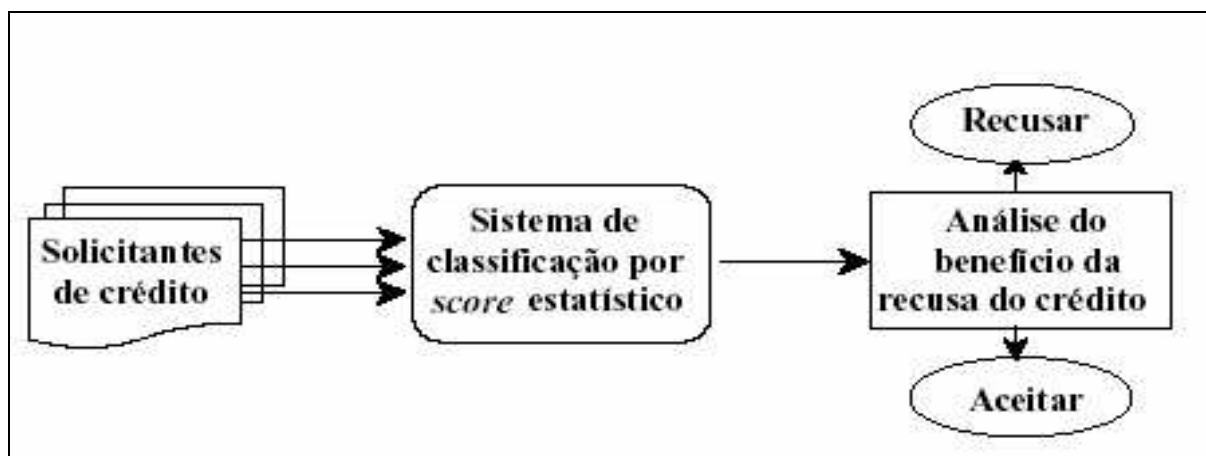 Solicitantes
de crédito
Sistema de
classificação por
score estatístico
Análise do
benefício da
recusa do crédito
Recusar
Aceitar